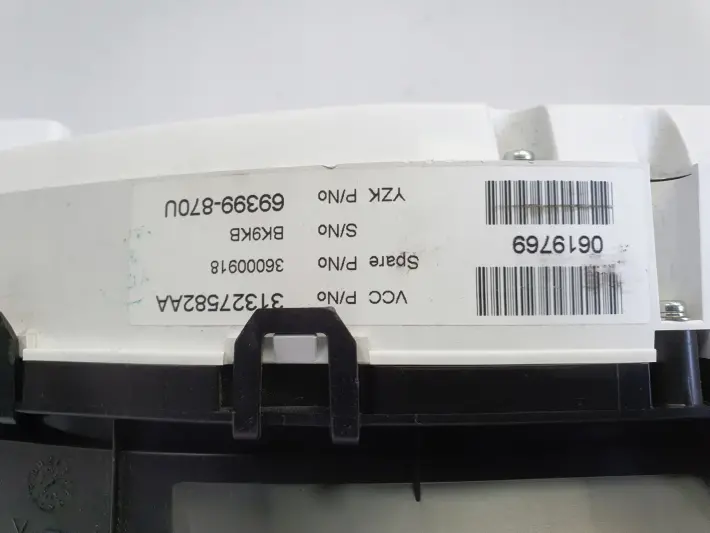 VCC P/No 31327582AA
Spare P/No 36000918
S/No BK9KB
YZK P/No 69399-870U
0619769